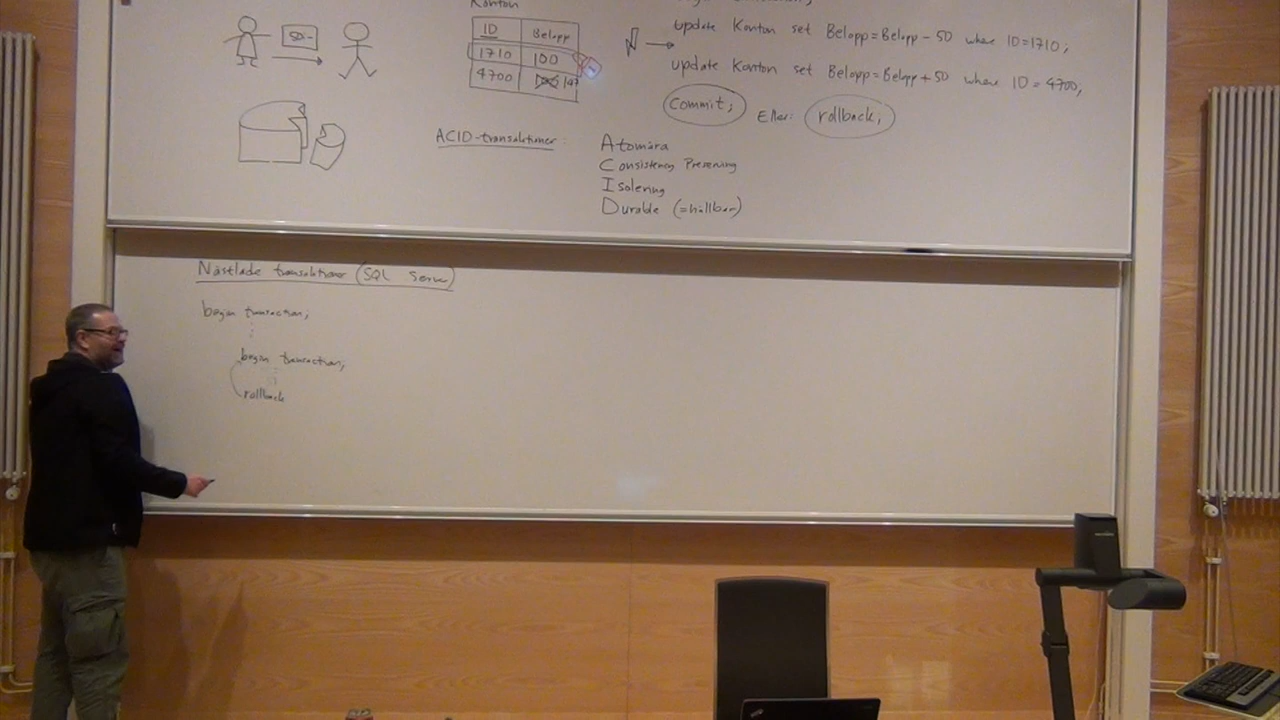 Konton
ID Belopp
1710 100
4700
50:-
update Konton set Belopp=Belopp-50 where ID=1710;
update Konton set Belopp=Belopp+50 where ID=4700;
commit; Eller: rollback;
ACID-transaktioner:
Atomära
Consistency Preserving
Isolering
Durable (=hållbar)
Nästlade transaktioner (SQL Server)
begin transaction;
begin transaction;
rollback